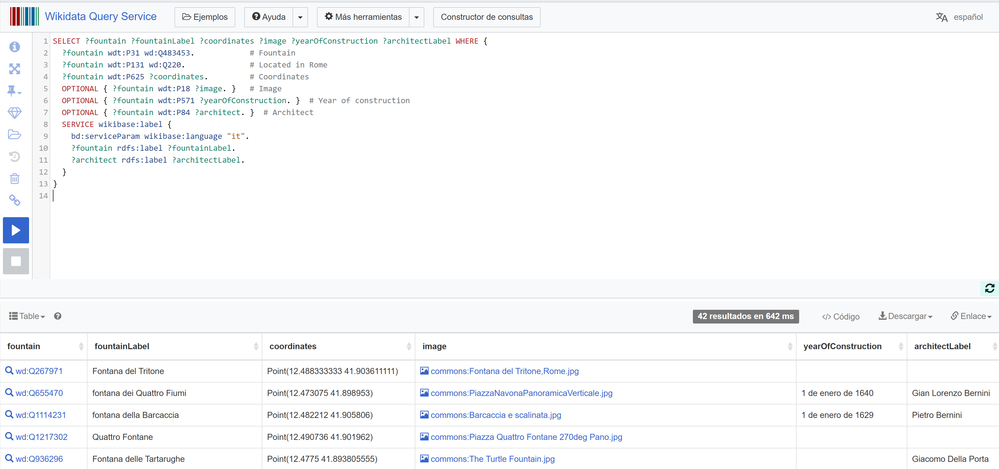 Wikidata Query Service Ejemplos Ayuda Más herramientas Constructor de consultas español
1 SELECT ?fountain ?fountainLabel ?coordinates ?image ?yearOfConstruction ?architectLabel WHERE {
2 ?fountain wdt:P31 wd:Q483453. # Fountain
3 ?fountain wdt:P131 wd:Q220. # Located in Rome
4 ?fountain wdt:P625 ?coordinates. # Coordinates
5 OPTIONAL { ?fountain wdt:P18 ?image. } # Image
6 OPTIONAL { ?fountain wdt:P571 ?yearOfConstruction. } # Year of construction
7 OPTIONAL { ?fountain wdt:P84 ?architect. } # Architect
8 SERVICE wikibase:label {
9 bd:serviceParam wikibase:language "it".
10 ?fountain rdfs:label ?fountainLabel.
11 ?architect rdfs:label ?architectLabel.
12 }
13 }
14
Table 42 resultados en 642 ms </> Código Descargar Enlace
fountain fountainLabel coordinates image yearOfConstruction architectLabel
wd:Q267971 Fontana del Tritone Point(12.488333333 41.903611111) commons:Fontana del Tritone,Rome.jpg
wd:Q655470 fontana dei Quattro Fiumi Point(12.473075 41.898953) commons:PiazzaNavonaPanoramicaVerticale.jpg 1 de enero de 1640 Gian Lorenzo Bernini
wd:Q1114231 fontana della Barcaccia Point(12.482212 41.905806) commons:Barcaccia e scalinata.jpg 1 de enero de 1629 Pietro Bernini
wd:Q1217302 Quattro Fontane Point(12.490736 41.901962) commons:Piazza Quattro Fontane 270deg Pano.jpg
wd:Q936296 Fontana delle Tartarughe Point(12.4775 41.893805555) commons:The Turtle Fountain.jpg Giacomo Della Porta